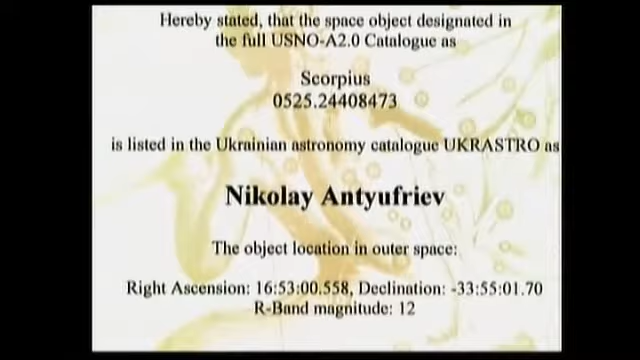 Hereby stated, that the space object designated in
the full USNO-A2.0 Catalogue as
Scorpius
0525.24408473
is listed in the Ukrainian astronomy catalogue UKRASTRO as
Nikolay Antyufriev
The object location in outer space:
Right Ascension: 16:53:00.558, Declination: -33:55:01.70
R-Band magnitude: 12